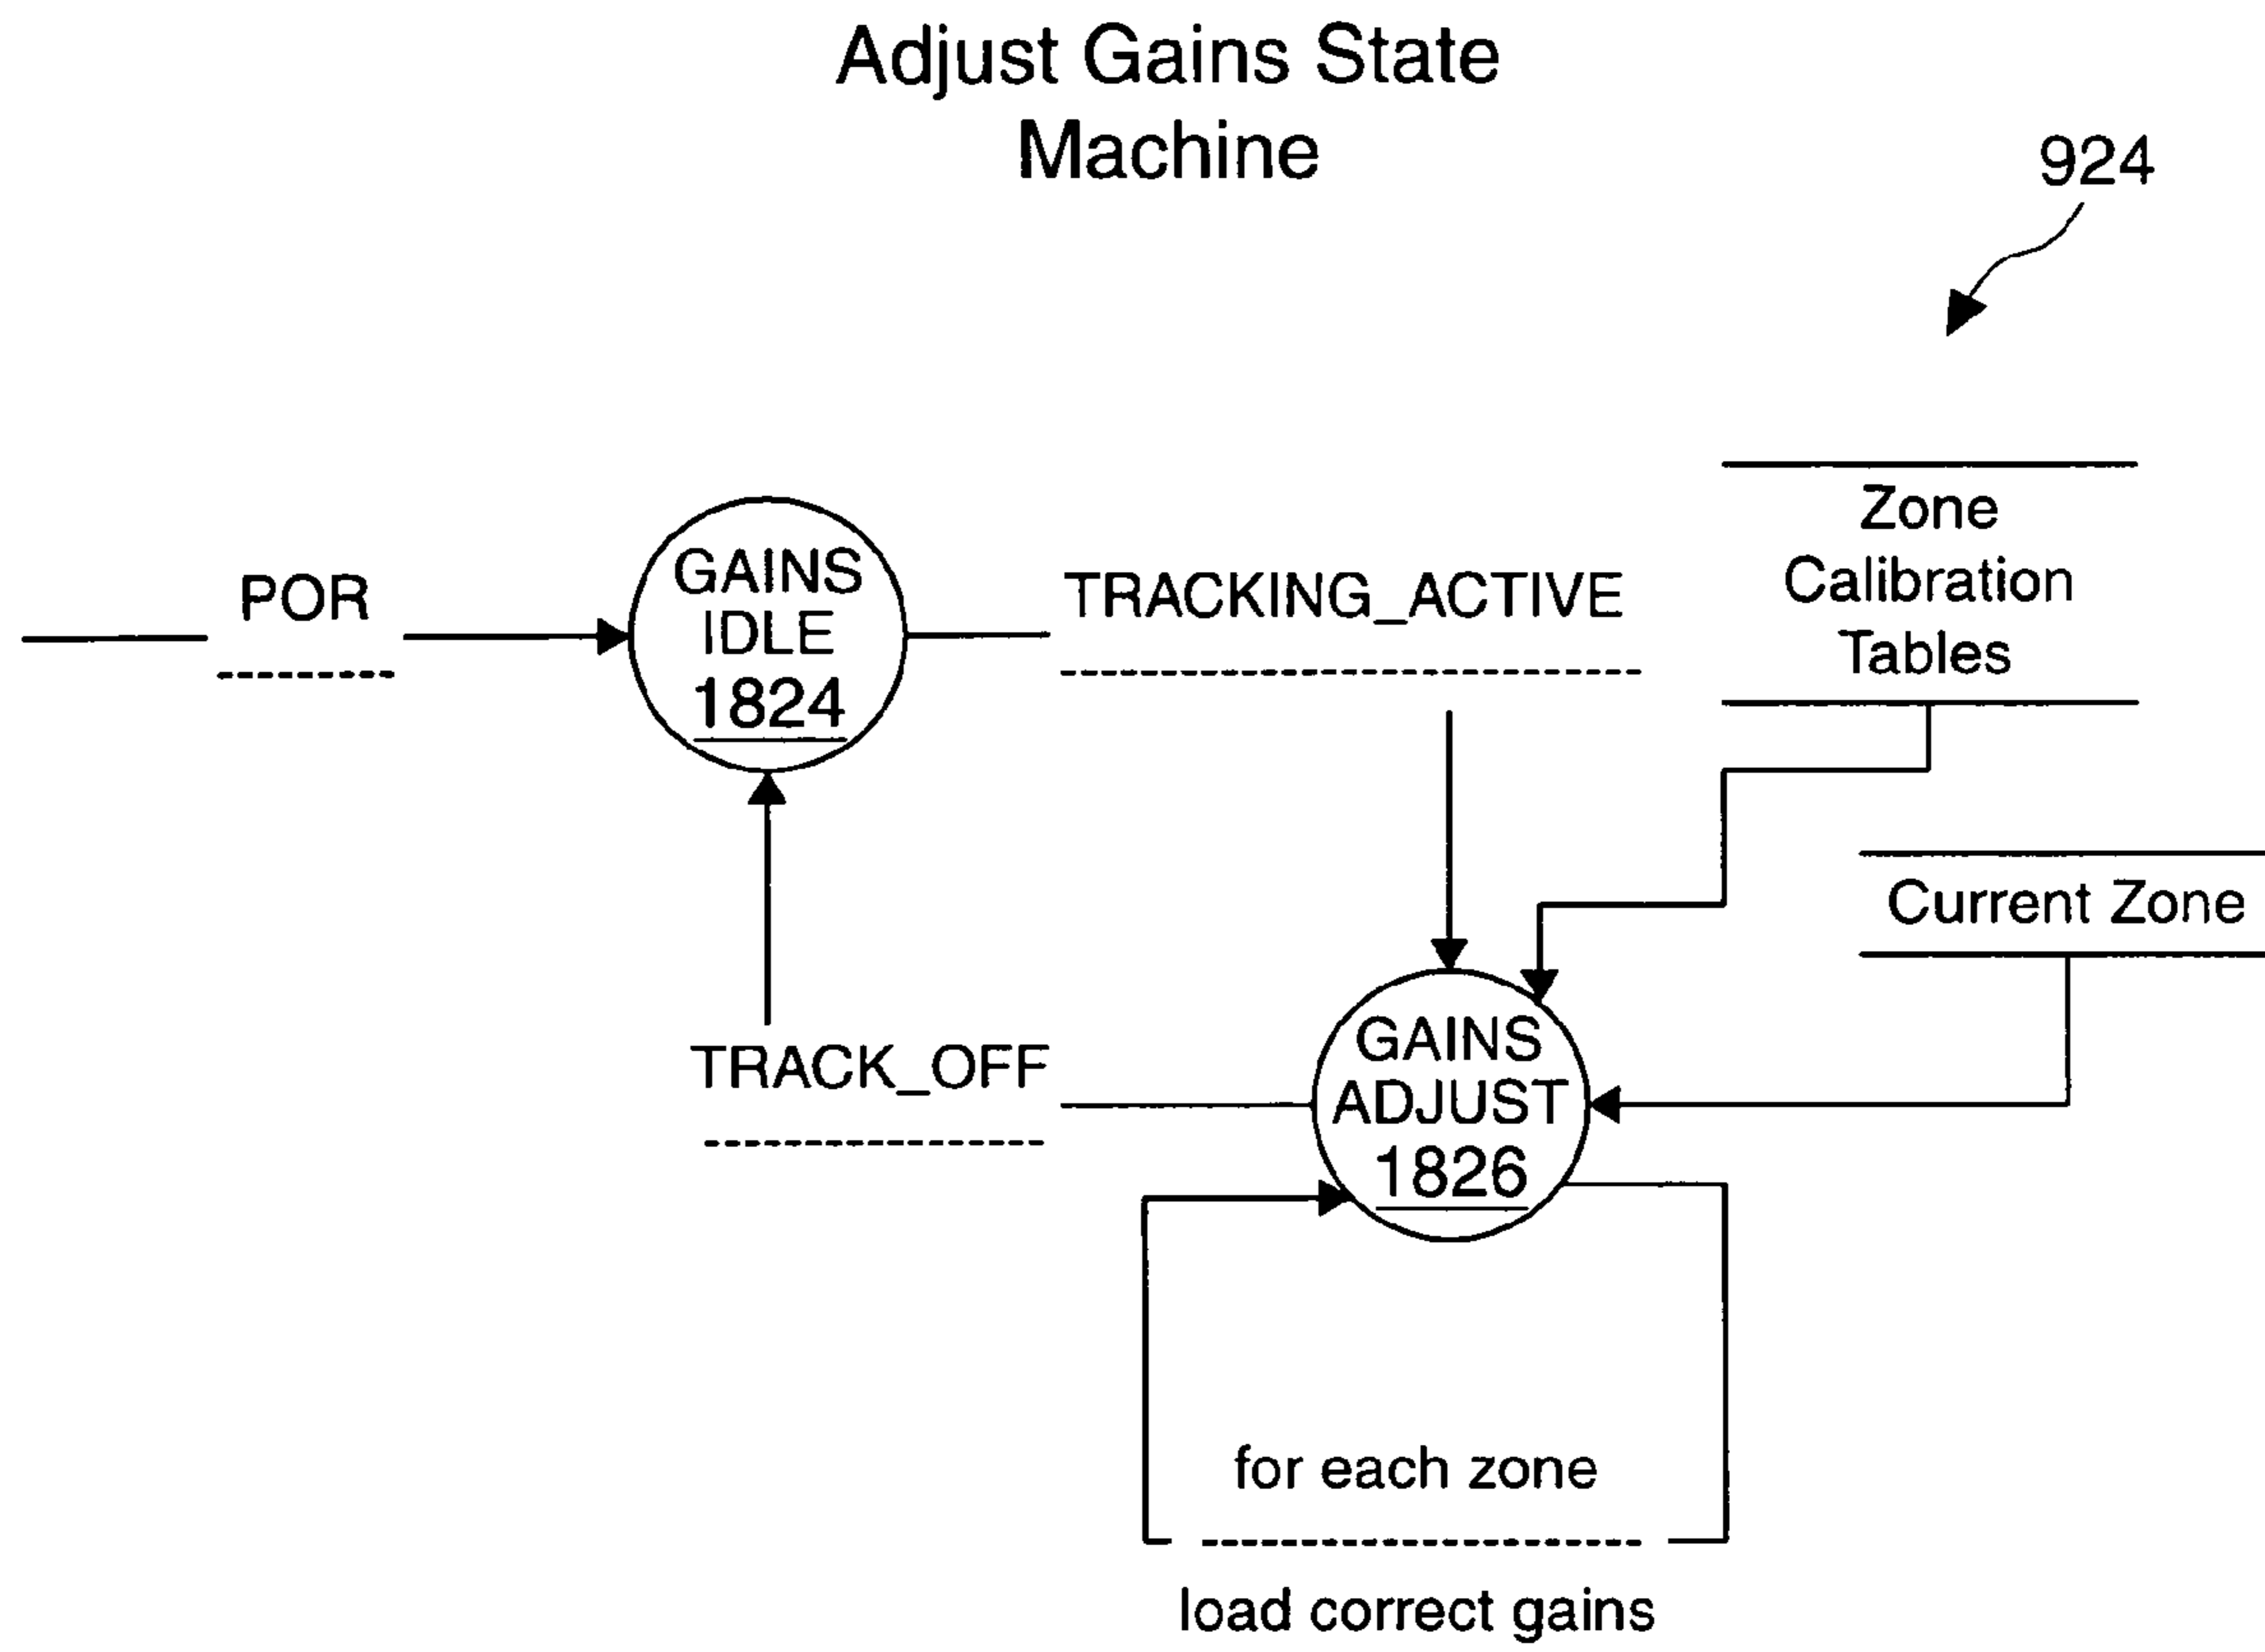 Adjust Gains State
Machine
924
POR
GAINS
IDLE
1824
TRACKING_ACTIVE
Zone
Calibration
Tables
Current Zone
TRACK_OFF
GAINS
ADJUST
1826
for each zone
load correct gains